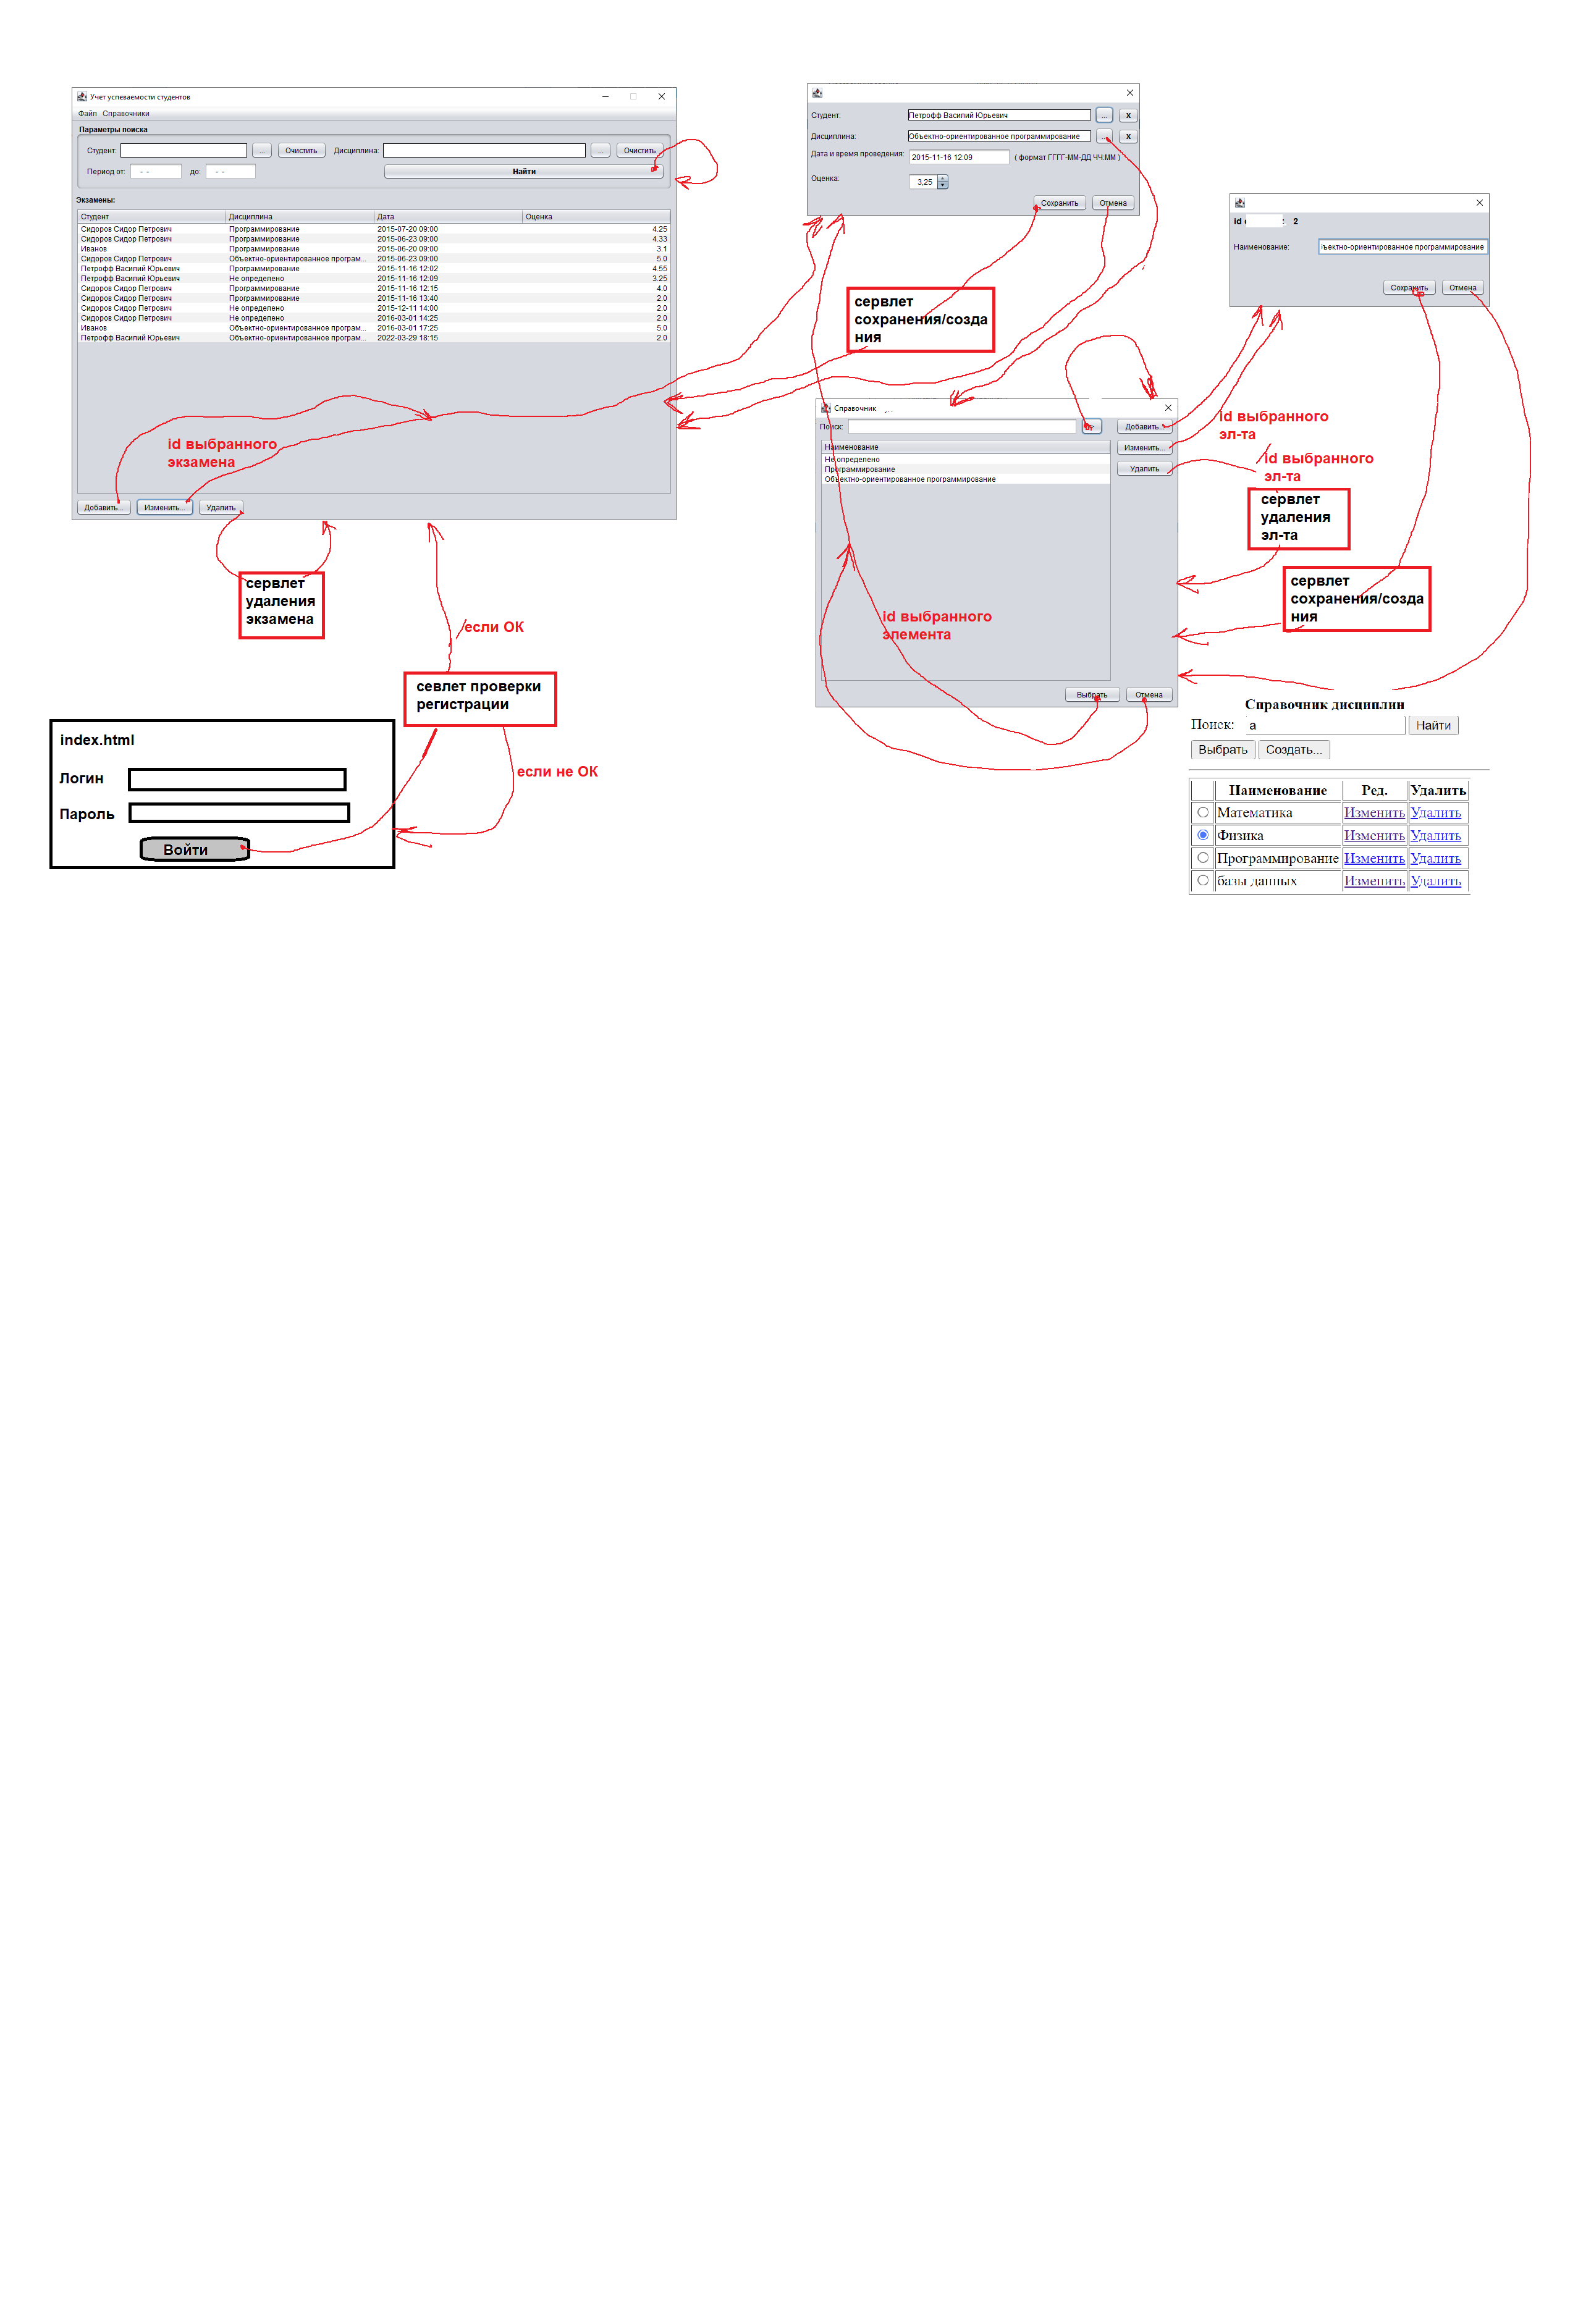 Учет успеваемости студентов
Файл Справочники
Параметры поиска
Студент: ... Очистить Дисциплина: ... Очистить
Период от: - - до: - - Найти
Экзамены:
Студент Дисциплина Дата Оценка
Сидоров Сидор Петрович Программирование 2015-07-20 09:00 4.25
Сидоров Сидор Петрович Программирование 2015-06-23 09:00 4.33
Иванов Программирование 2015-06-20 09:00 3.1
Сидоров Сидор Петрович Объектно-ориентированное програм... 2015-06-23 09:00 5.0
Петрофф Василий Юрьевич Программирование 2015-11-16 12:02 4.55
Петрофф Василий Юрьевич Не определено 2015-11-16 12:09 3.25
Сидоров Сидор Петрович Программирование 2015-11-16 12:15 4.0
Сидоров Сидор Петрович Программирование 2015-11-16 13:40 2.0
Сидоров Сидор Петрович Не определено 2015-12-11 14:00 2.0
Сидоров Сидор Петрович Не определено 2016-03-01 14:25 2.0
Иванов Объектно-ориентированное програм... 2016-03-01 17:25 5.0
Петрофф Василий Юрьевич Объектно-ориентированное програм... 2022-03-29 18:15 2.0
id выбранного
экзамена
Добавить... Изменить... Удалить
сервлет
удаления
экзамена
если ОК
севлет проверки
регистрации
если не ОК
index.html
Логин
Пароль
Войти
Студент: Петрофф Василий Юрьевич ... X
Дисциплина: Объектно-ориентированное программирование ... X
Дата и время проведения: 2015-11-16 12:09 ( формат ГГГГ-ММ-ДД ЧЧ:ММ )
Оценка: 3,25
Сохранить Отмена
сервлет
сохранения/созда
ния
id 2
Наименование: ъектно-ориентированное программирование
Сохранить Отмена
Справочник
Поиск: Добавить...
Наименование Изменить...
Не определено
Программирование Удалить
Объектно-ориентированное программирование
id выбранного
элемента
Выбрать Отмена
id выбранного
эл-та
id выбранного
эл-та
сервлет
удаления
эл-та
сервлет
сохранения/созда
ния
Справочник дисциплин
Поиск: а Найти
Выбрать Создать...
Наименование Ред. Удалить
Математика Изменить Удалить
Физика Изменить Удалить
Программирование Изменить Удалить
базы данных Изменить Удалить